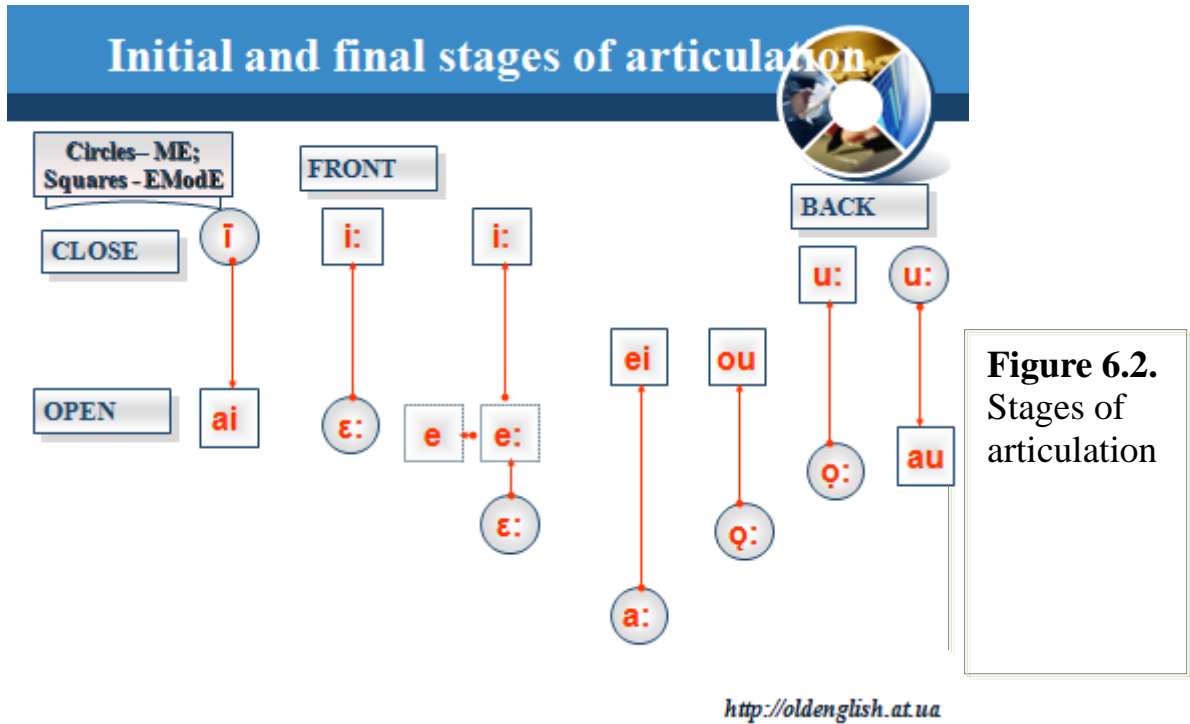 Initial and final stages of articulation
Circles– ME;
Squares - EModE
FRONT
BACK
CLOSE
ī
i:
i:
u:
u:
ei
ou
OPEN
ai
ɛ:
e
e:
ọ:
au
ɛ:
ǫ:
a:
Figure 6.2.
Stages of
articulation
http://oldenglish.at.ua